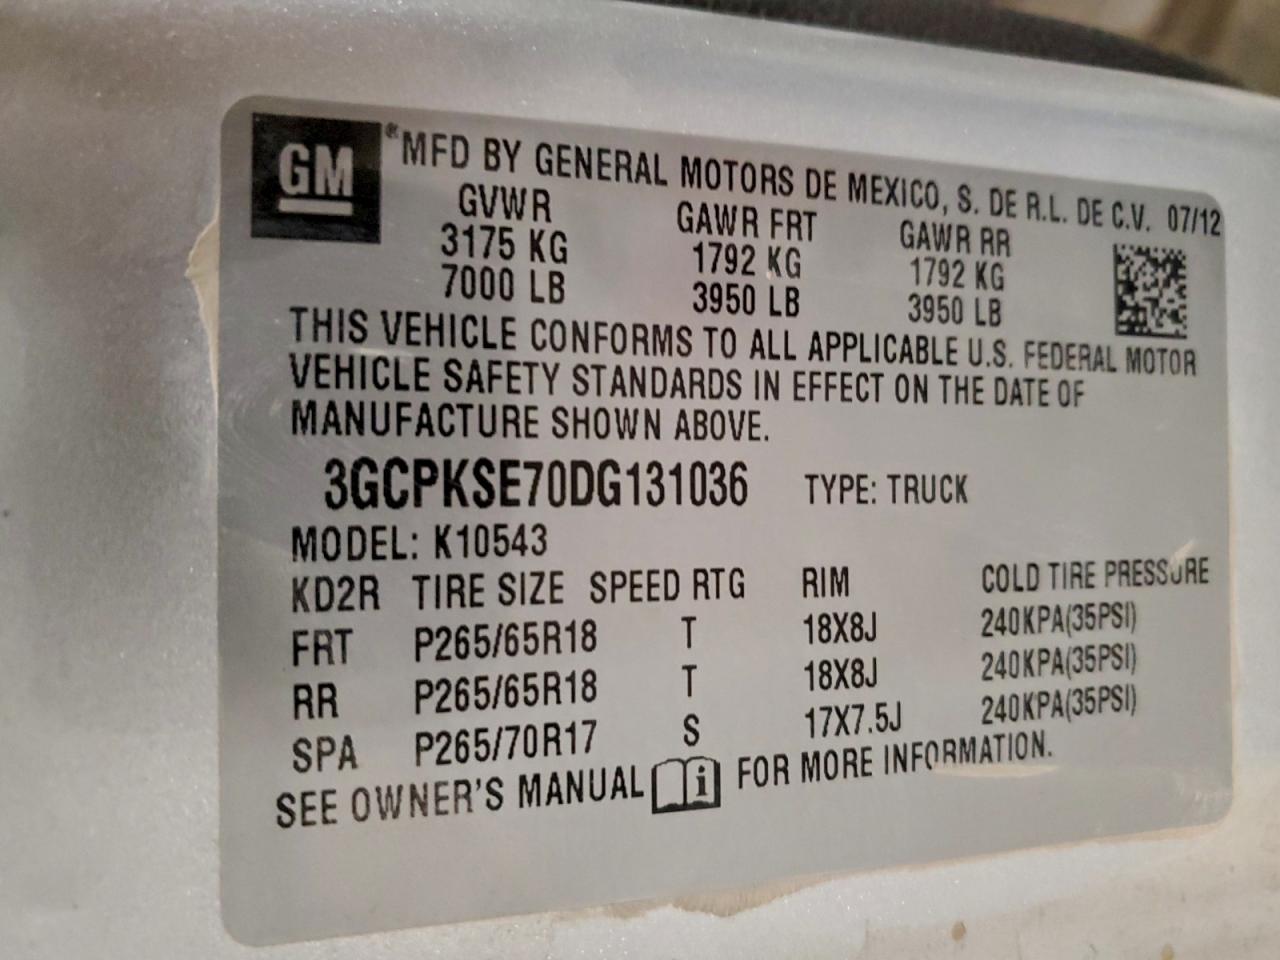 GM ® MFD BY GENERAL MOTORS DE MEXICO, S. DE R.L. DE C.V. 07/12
GVWR GAWR FRT GAWR RR
3175 KG 1792 KG 1792 KG
7000 LB 3950 LB 3950 LB
THIS VEHICLE CONFORMS TO ALL APPLICABLE U.S. FEDERAL MOTOR
VEHICLE SAFETY STANDARDS IN EFFECT ON THE DATE OF
MANUFACTURE SHOWN ABOVE.
3GCPKSE70DG131036 TYPE: TRUCK
MODEL: K10543
KD2R TIRE SIZE SPEED RTG RIM COLD TIRE PRESSURE
FRT P265/65R18 T 18X8J 240KPA(35PSI)
RR P265/65R18 T 18X8J 240KPA(35PSI)
SPA P265/70R17 S 17X7.5J 240KPA(35PSI)
SEE OWNER'S MANUAL i FOR MORE INFORMATION.